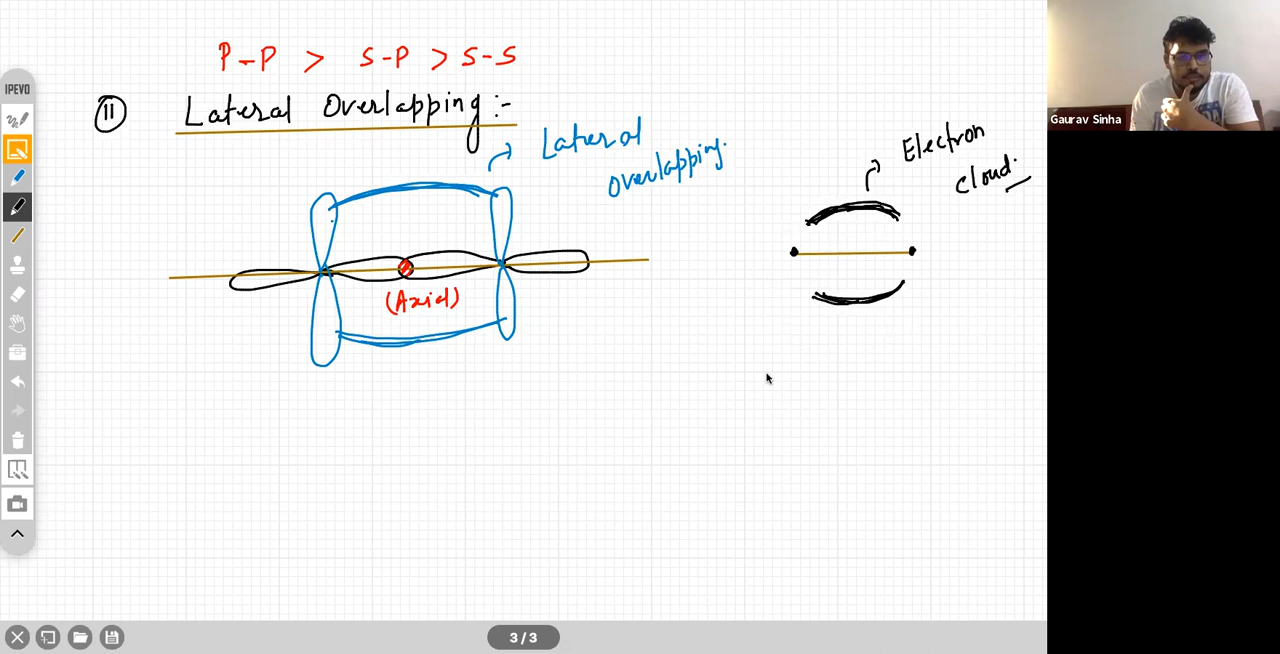 P-P > S-P > S-S
IPEVO
II Lateral Overlapping :-
Lateral
overlapping.
Electron
cloud.
Gaurav Sinha
(Axial)
3/3